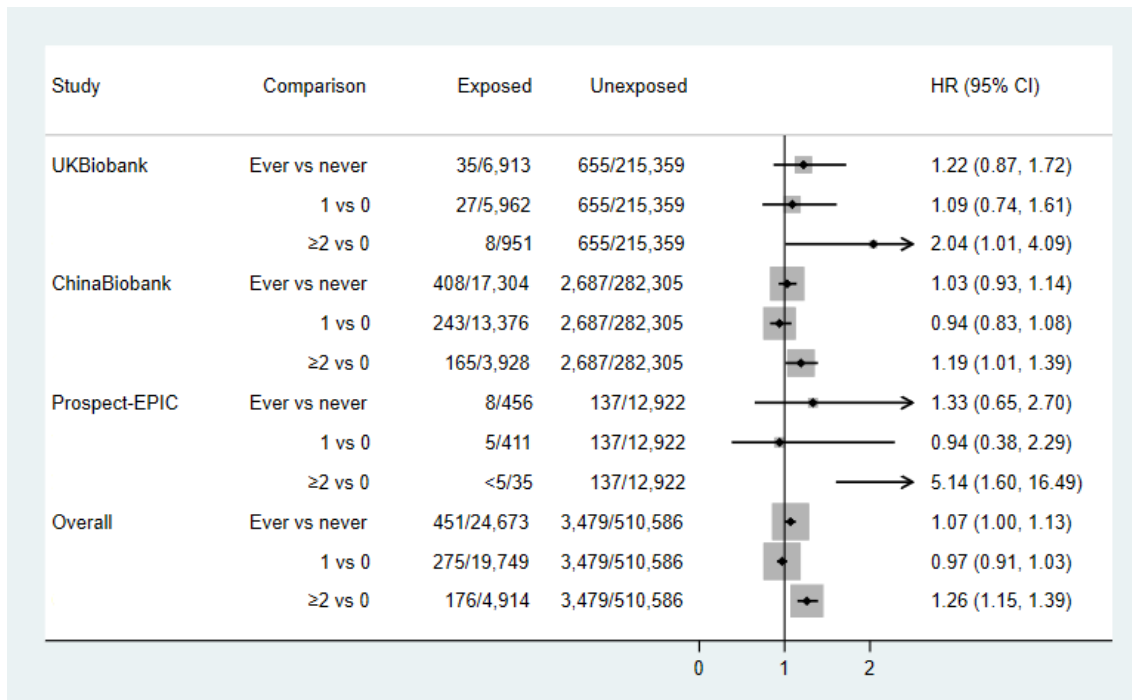 Study Comparison Exposed Unexposed HR (95% CI)
UKBiobank Ever vs never 35/6,913 655/215,359 1.22 (0.87, 1.72)
1 vs 0 27/5,962 655/215,359 1.09 (0.74, 1.61)
≥2 vs 0 8/951 655/215,359 2.04 (1.01, 4.09)
ChinaBiobank Ever vs never 408/17,304 2,687/282,305 1.03 (0.93, 1.14)
1 vs 0 243/13,376 2,687/282,305 0.94 (0.83, 1.08)
≥2 vs 0 165/3,928 2,687/282,305 1.19 (1.01, 1.39)
Prospect-EPIC Ever vs never 8/456 137/12,922 1.33 (0.65, 2.70)
1 vs 0 5/411 137/12,922 0.94 (0.38, 2.29)
≥2 vs 0 <5/35 137/12,922 5.14 (1.60, 16.49)
Overall Ever vs never 451/24,673 3,479/510,586 1.07 (1.00, 1.13)
1 vs 0 275/19,749 3,479/510,586 0.97 (0.91, 1.03)
≥2 vs 0 176/4,914 3,479/510,586 1.26 (1.15, 1.39)
0 1 2